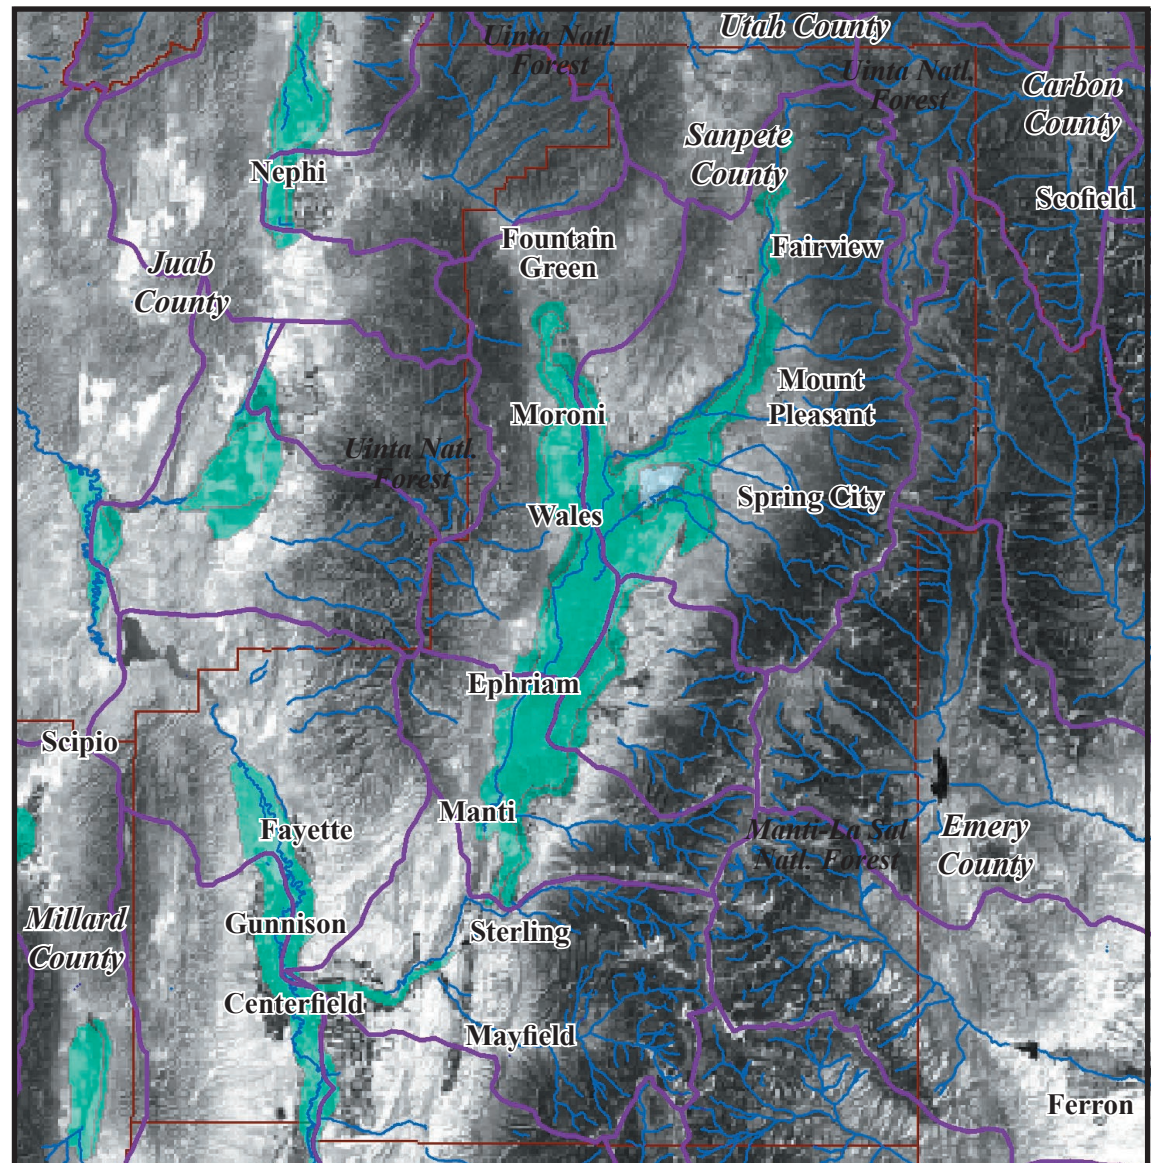 Utah County
Uinta Natl.
Forest
Uinta Natl.
Forest
Carbon
County
Sanpete
County
Nephi
Scofield
Fountain
Green
Fairview
Juab
County
Mount
Pleasant
Moroni
Uinta Natl.
Forest
Spring City
Wales
Ephriam
Scipio
Manti
Fayette
Manti-La Sal
Natl. Forest
Emery
County
Millard
County
Gunnison
Sterling
Centerfield
Mayfield
Ferron